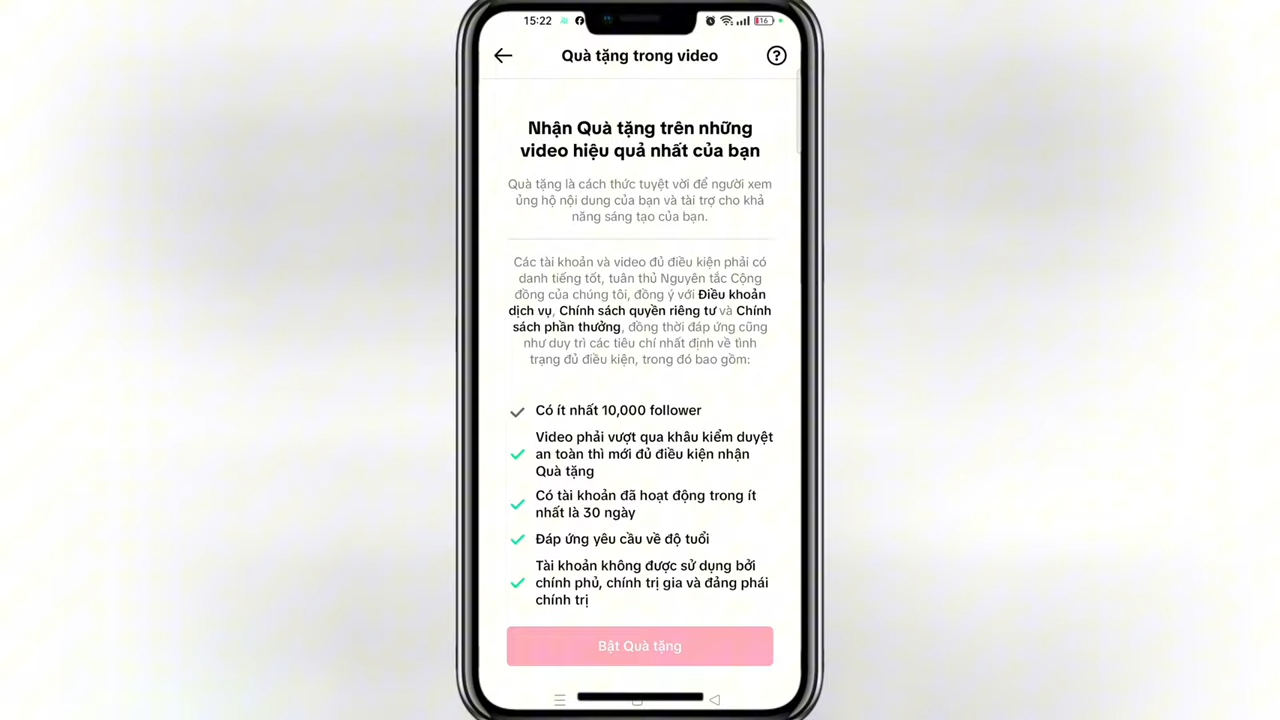 15:22
16
Quà tặng trong video
Nhận Quà tặng trên những
video hiệu quả nhất của bạn
Quà tặng là cách thức tuyệt vời để người xem
ủng hộ nội dung của bạn và tài trợ cho khả
năng sáng tạo của bạn.
Các tài khoản và video đủ điều kiện phải có
danh tiếng tốt, tuân thủ Nguyên tắc Cộng
đồng của chúng tôi, đồng ý với Điều khoản
dịch vụ, Chính sách quyền riêng tư và Chính
sách phần thưởng, đồng thời đáp ứng cũng
như duy trì các tiêu chí nhất định về tình
trạng đủ điều kiện, trong đó bao gồm:
Có ít nhất 10,000 follower
Video phải vượt qua khâu kiểm duyệt
an toàn thì mới đủ điều kiện nhận
Quà tặng
Có tài khoản đã hoạt động trong ít
nhất là 30 ngày
Đáp ứng yêu cầu về độ tuổi
Tài khoản không được sử dụng bởi
chính phủ, chính trị gia và đảng phái
chính trị
Bật Quà tặng